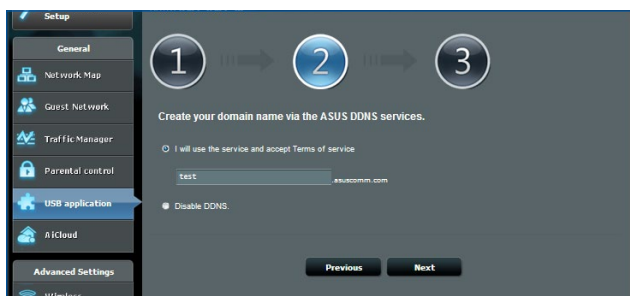 Setup
General
Network Map
Guest Network
Traffic Manager
Parental control
USB application
AiCloud
Advanced Settings
Wireless
1
2
3
Create your domain name via the ASUS DDNS services.
I will use the service and accept Terms of service
test .asuscomm.com
Disable DDNS.
Previous Next